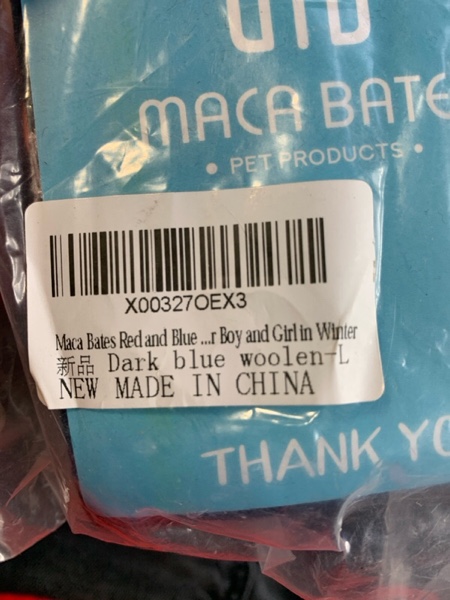 MACA BATE
• PET PRODUCTS •
X00327OEX3
Maca Bates Red and Blue ...r Boy and Girl in Winter
新品 Dark blue woolen-L
NEW MADE IN CHINA
THANK YO